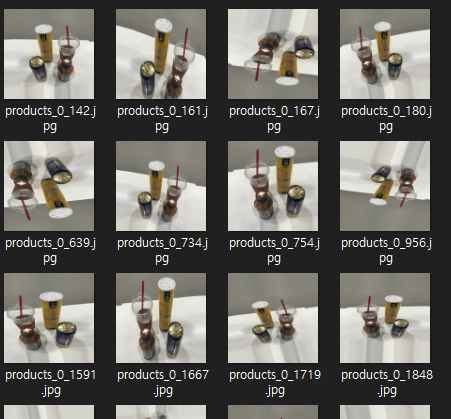 products_0_142.j
pg
products_0_161.j
pg
products_0_167.j
pg
products_0_180.j
pg
products_0_639.j
pg
products_0_734.j
pg
products_0_754.j
pg
products_0_956.j
pg
products_0_1591
.jpg
products_0_1667
.jpg
products_0_1719
.jpg
products_0_1848
.jpg